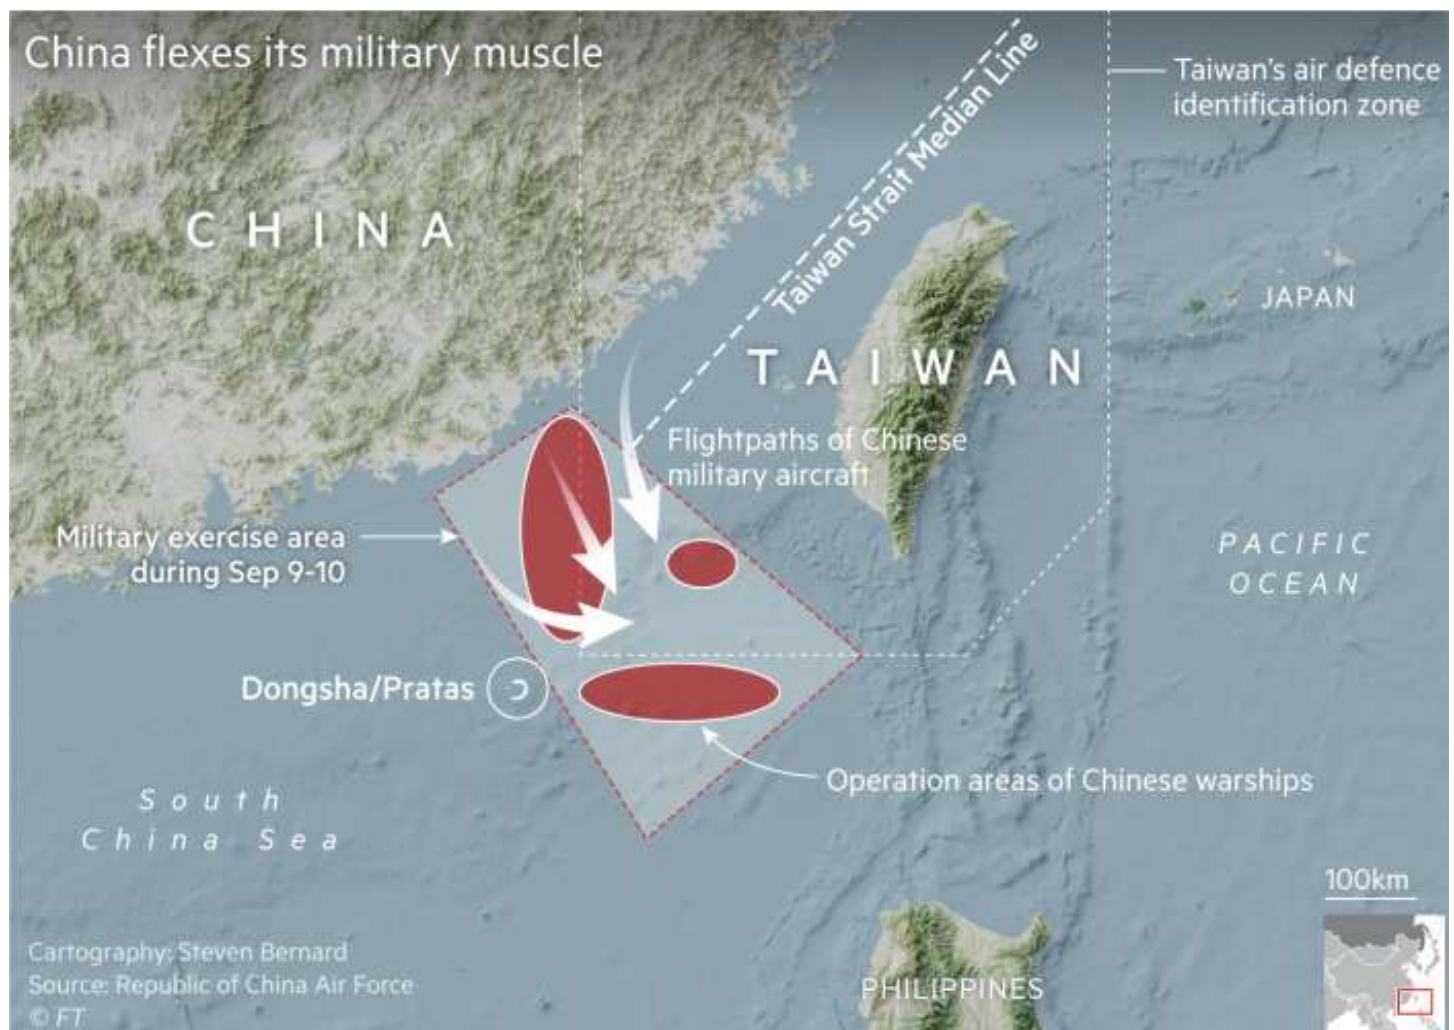 China flexes its military muscle
Taiwan's air defence
identification zone
Taiwan Strait Median Line
CHINA
JAPAN
TAIWAN
Flightpaths of Chinese
military aircraft
Military exercise area
during Sep 9-10
PACIFIC
OCEAN
Dongsha/Pratas
Operation areas of Chinese warships
South
China Sea
100km
Cartography: Steven Bernard
Source: Republic of China Air Force
© FT
PHILIPPINES